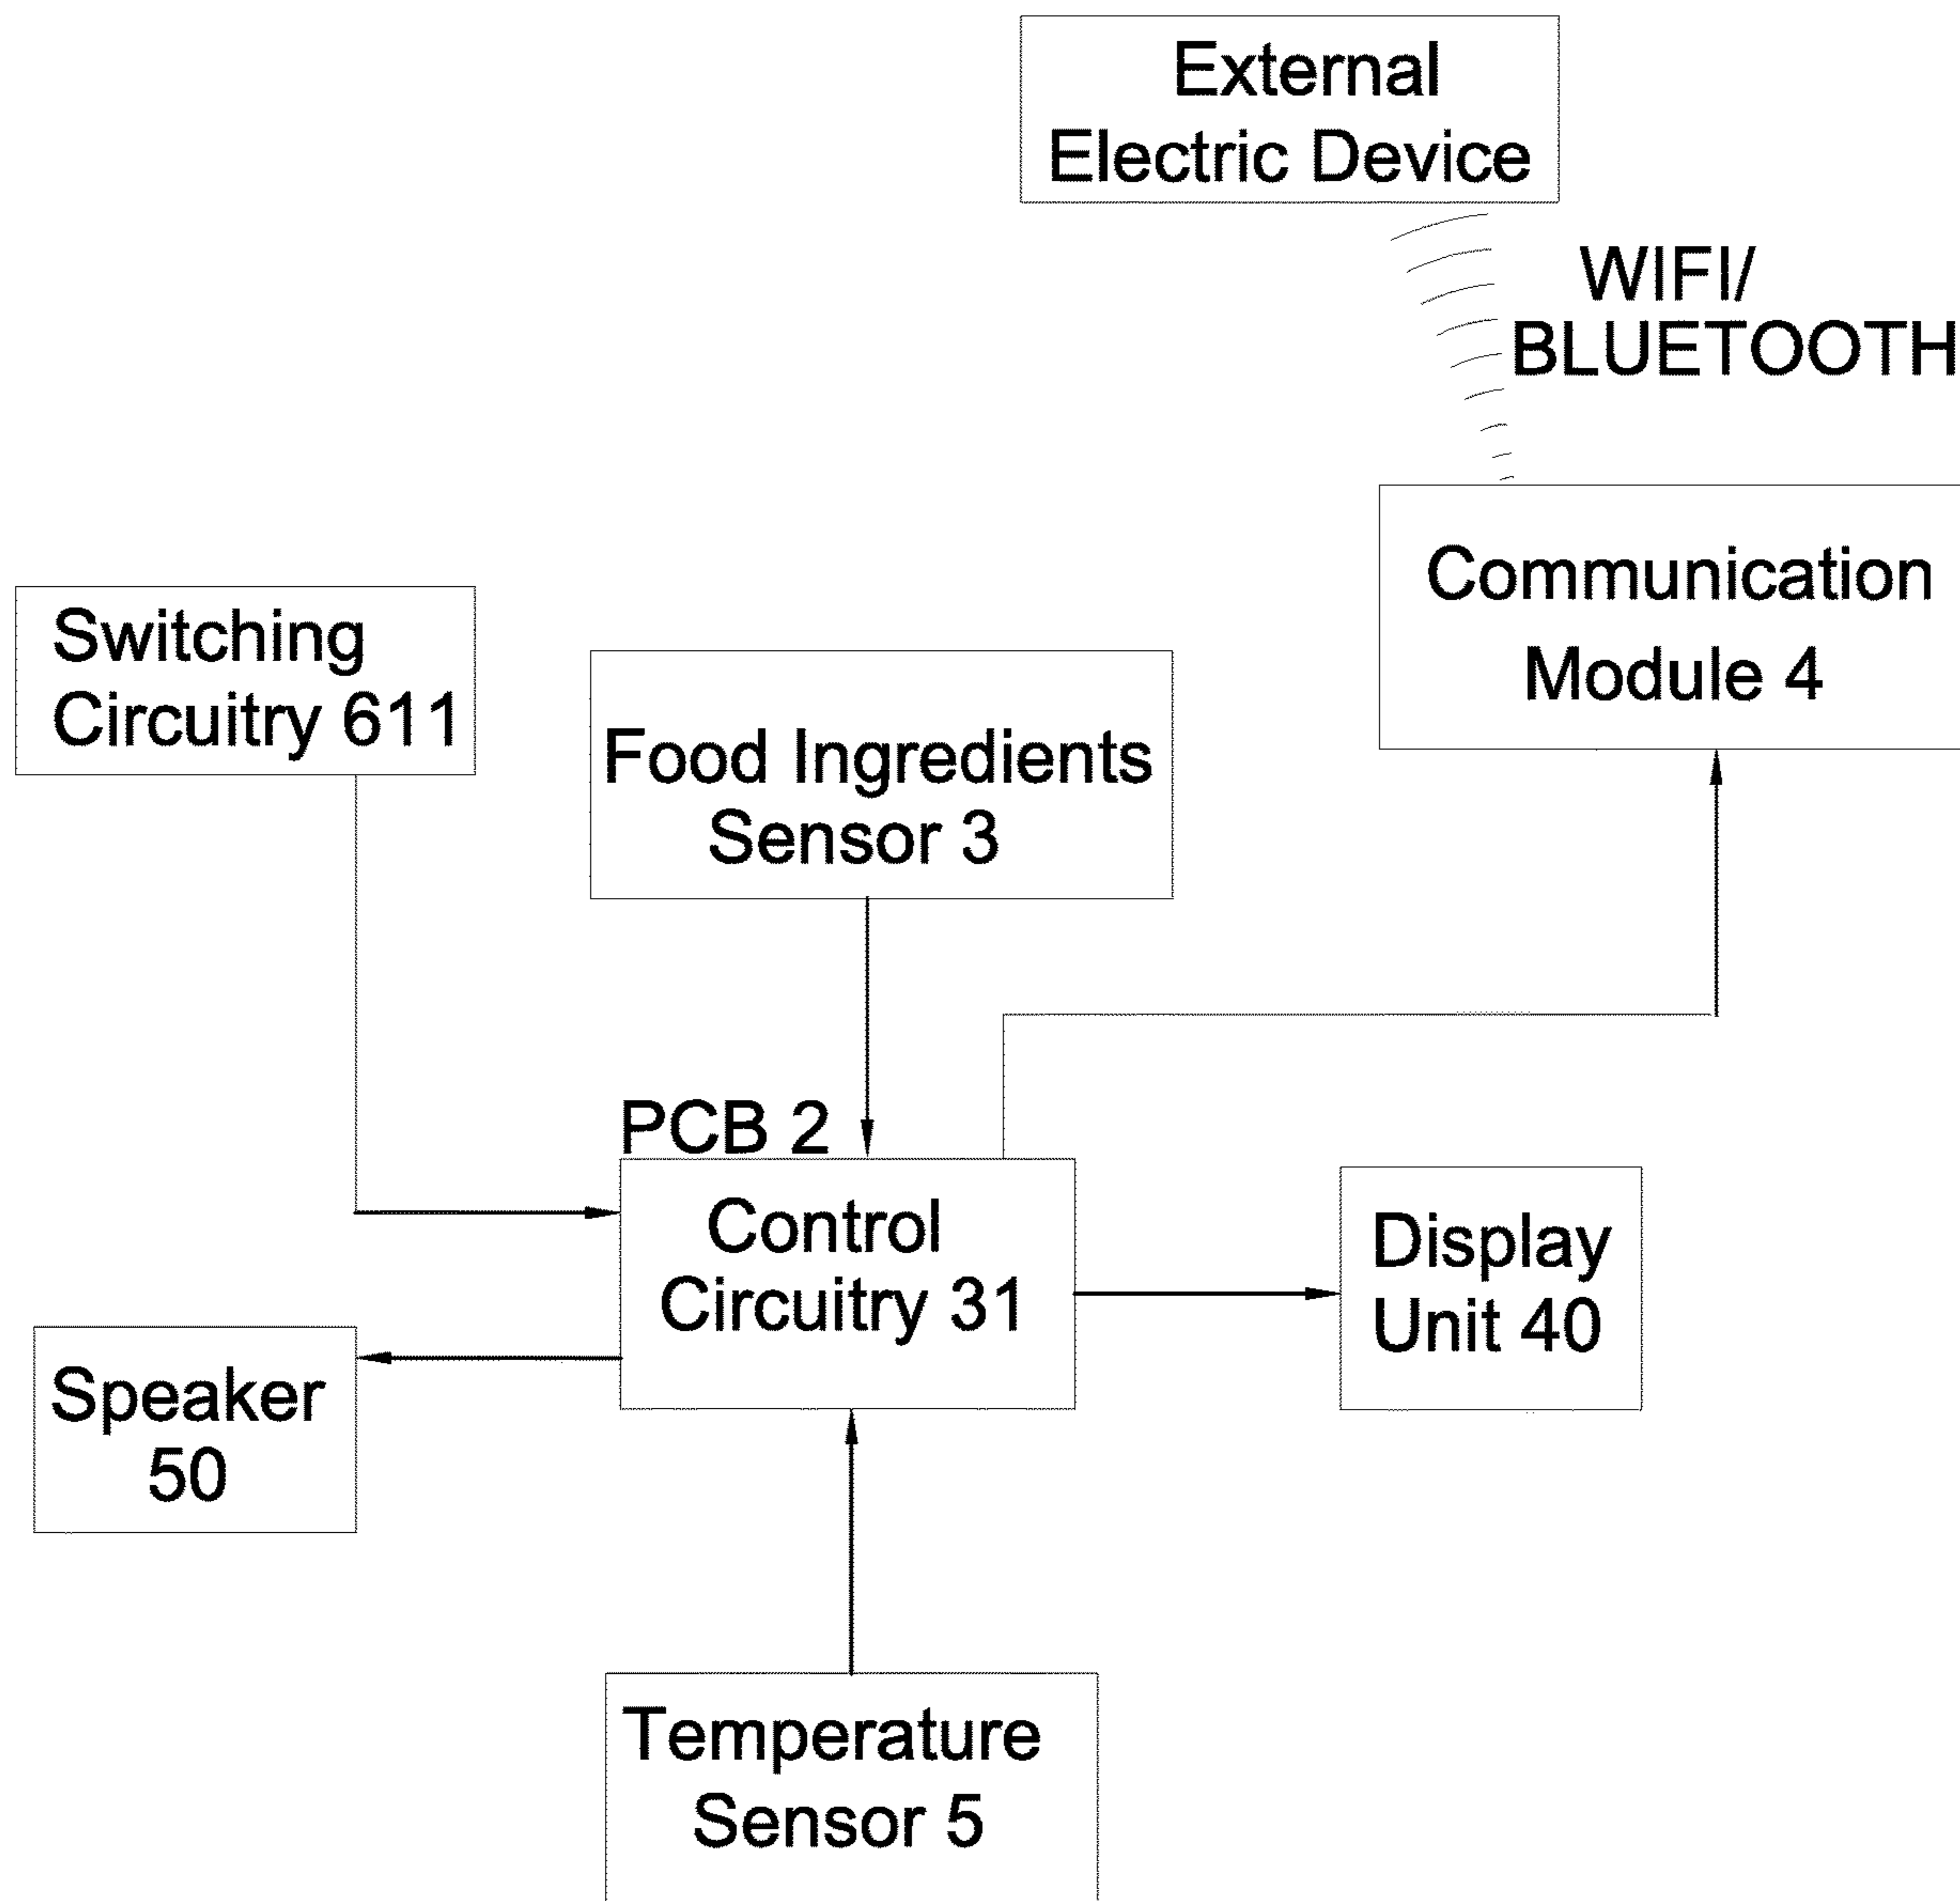 External
Electric Device
WIFI/
BLUETOOTH
Communication
Module 4
Switching
Circuitry 611
Food Ingredients
Sensor 3
PCB 2
Control
Circuitry 31
Display
Unit 40
Speaker
50
Temperature
Sensor 5